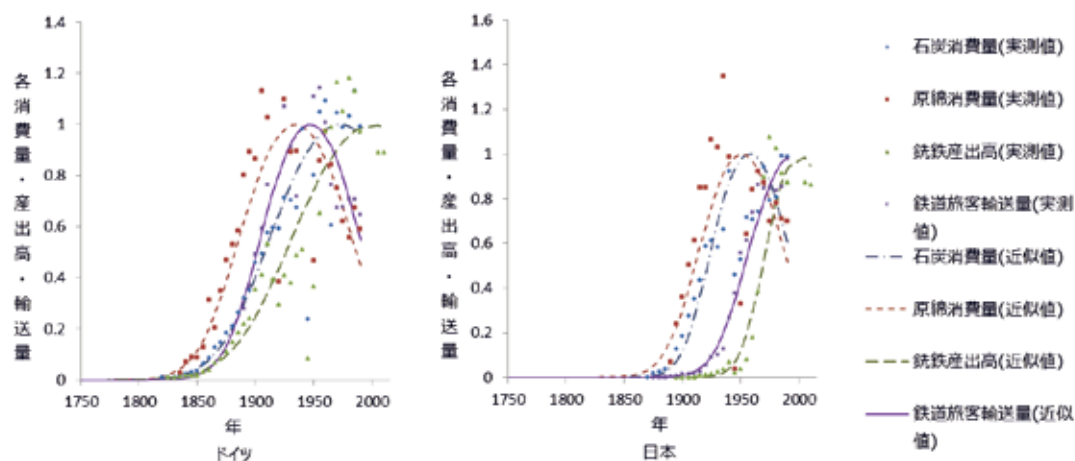 各消費量・産出高・輸送量
1.4
1.2
1
0.8
0.6
0.4
0.2
0
1750 1800 1850 1900 1950 2000
年
ドイツ
各消費量・産出高・輸送量
1.6
1.4
1.2
1
0.8
0.6
0.4
0.2
0
1750 1800 1850 1900 1950 2000
年
日本
石炭消費量(実測値)
原綿消費量(実測値)
銑鉄産出高(実測値)
鉄道旅客輸送量(実測
値)
石炭消費量(近似値)
原綿消費量(近似値)
銑鉄産出高(近似値)
鉄道旅客輸送量(近似
値)